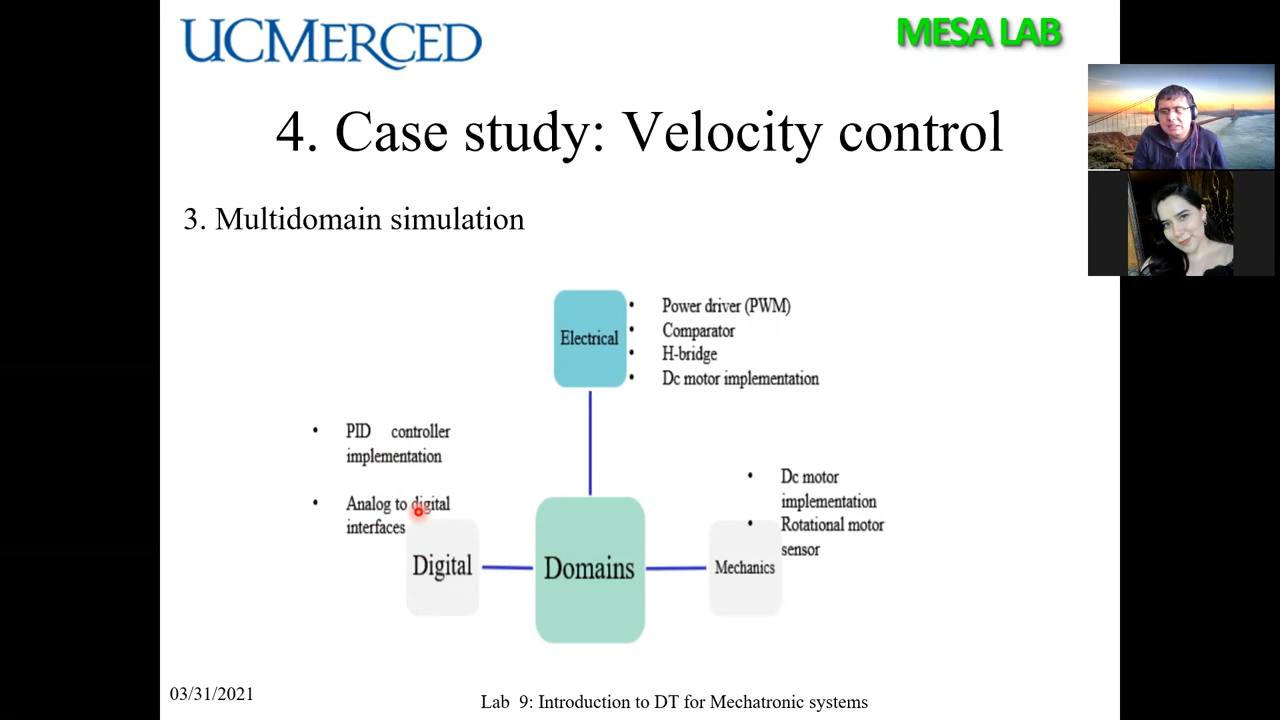 UCMERCED
MESA LAB
4. Case study: Velocity control
3. Multidomain simulation
Electrical
• Power driver (PWM)
• Comparator
• H-bridge
• Dc motor implementation
• PID controller
implementation
• Analog to digital
interfaces
Digital
Domains
• Dc motor
implementation
• Rotational motor
sensor
Mechanics
03/31/2021
Lab 9: Introduction to DT for Mechatronic systems